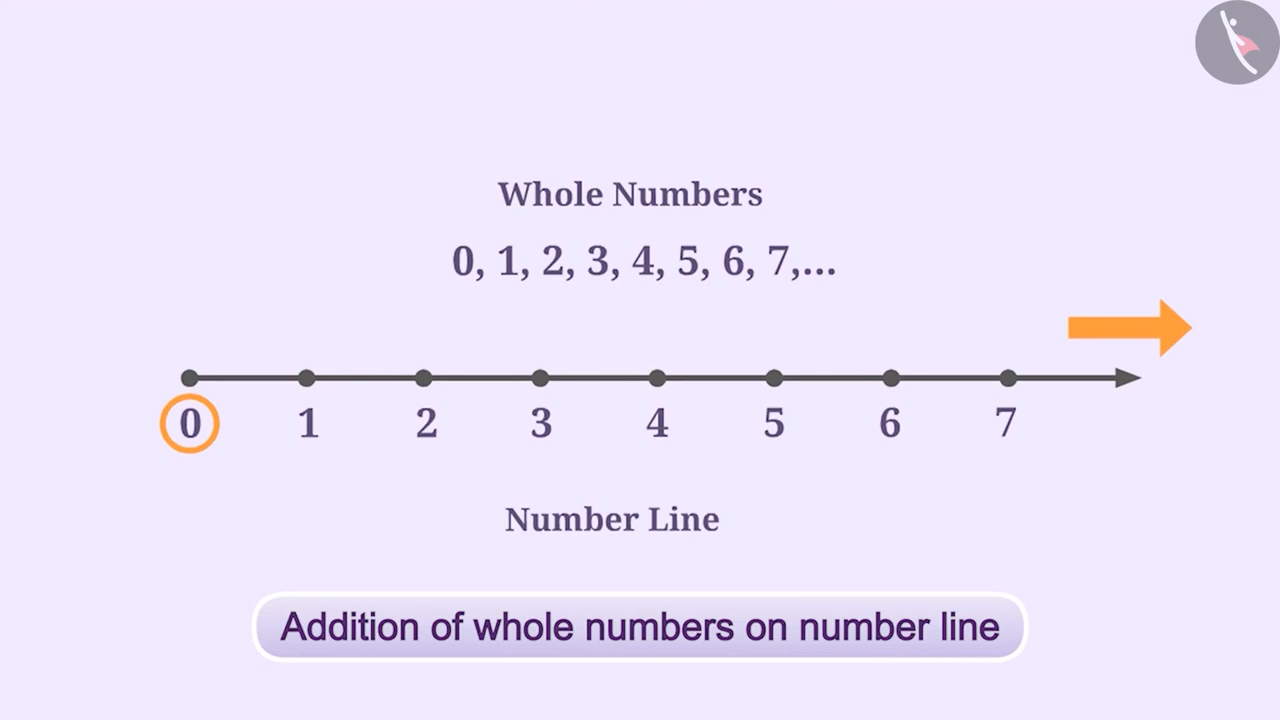 Whole Numbers
0, 1, 2, 3, 4, 5, 6, 7,...
0 1 2 3 4 5 6 7
Number Line
Addition of whole numbers on number line